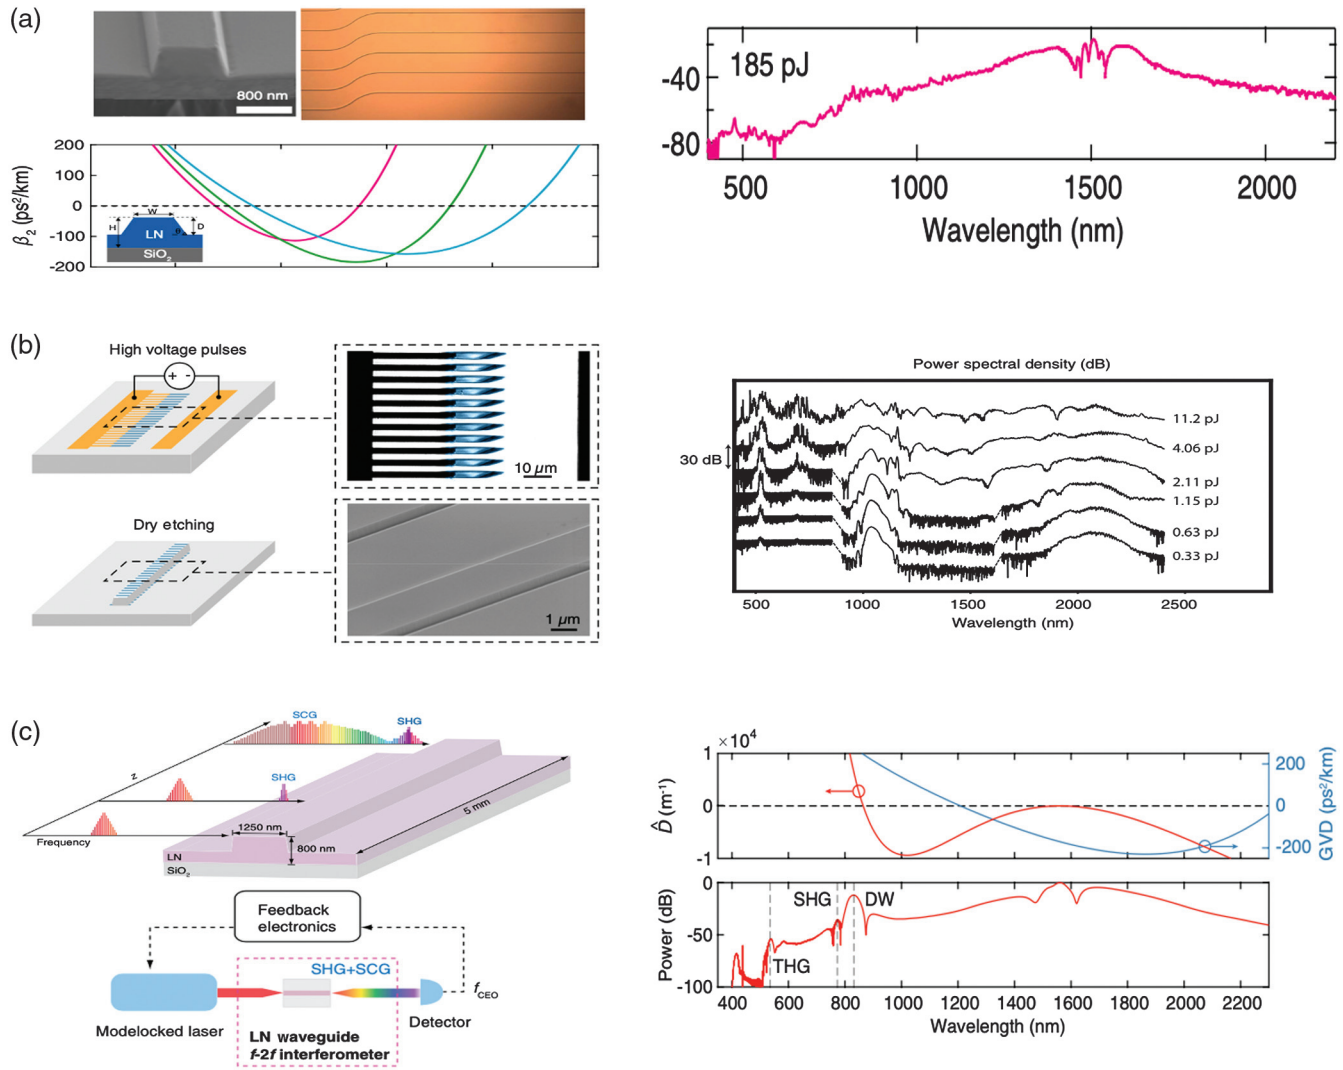 (a)
800 nm
200
100
0
-100
-200
β₂ (ps²/km)
W
H
D
θ
LN
SiO₂
185 pJ
-40
-80
500
1000
1500
2000
Wavelength (nm)
(b)
High voltage pulses
+ -
10 µm
Dry etching
1 µm
Power spectral density (dB)
30 dB
11.2 pJ
4.06 pJ
2.11 pJ
1.15 pJ
0.63 pJ
0.33 pJ
500
1000
1500
2000
2500
Wavelength (nm)
(c)
SCG
SHG
z
SHG
Frequency
1250 nm
800 nm
5 mm
LN
SiO₂
Feedback
electronics
SHG+SCG
fCEO
Modelocked laser
Detector
LN waveguide
f-2f interferometer
×10⁴
1
0
-1
D̂ (m⁻¹)
200
0
-200
GVD (ps²/km)
0
-50
-100
Power (dB)
SHG
DW
THG
400
600
800
1000
1200
1400
1600
1800
2000
2200
Wavelength (nm)